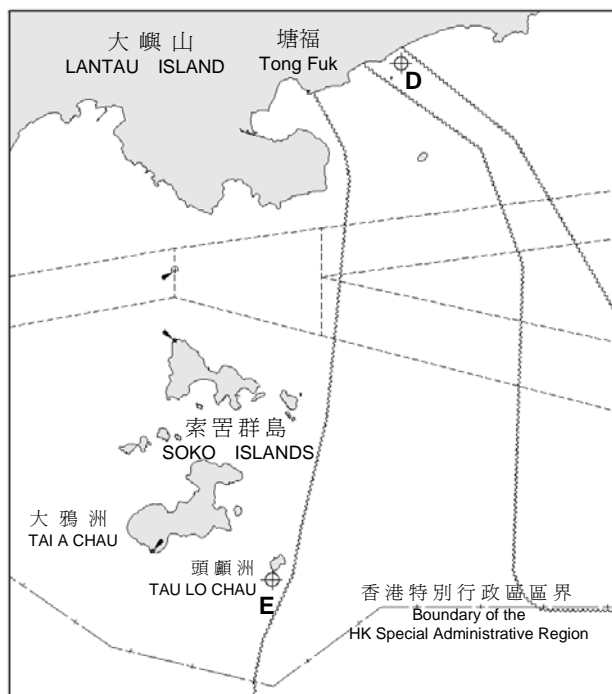 大嶼山
LANTAU ISLAND
塘福
Tong Fuk
D
索罟群島
SOKO ISLANDS
大鴉洲
TAI A CHAU
頭顱洲
TAU LO CHAU
E
香港特別行政區區界
Boundary of the
HK Special Administrative Region